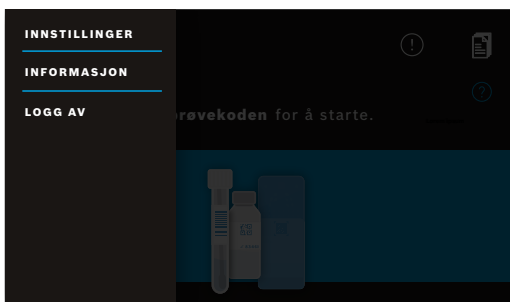 INNSTILLINGER
INFORMASJON
LOGG AV
prøvekoden for å starte.